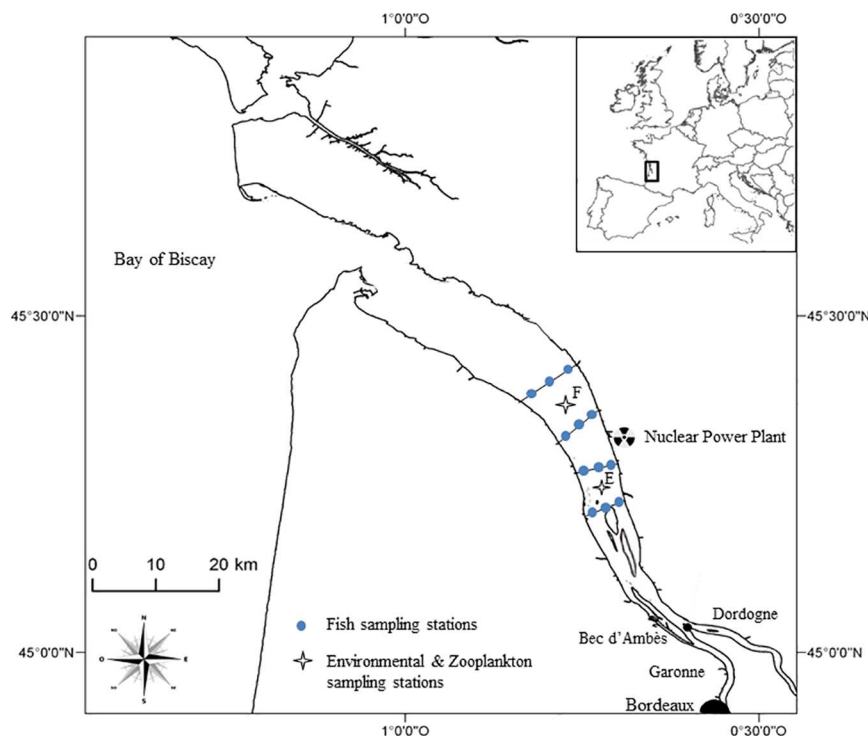 1°0'0"O
0°30'0"O
Bay of Biscay
45°30'0"N
45°30'0"N
F
Nuclear Power Plant
E
0 10 20 km
N
O
E
S
Fish sampling stations
Environmental & Zooplankton
sampling stations
Dordogne
Bec d'Ambès
Garonne
Bordeaux
45°0'0"N
45°0'0"N
1°0'0"O
0°30'0"O